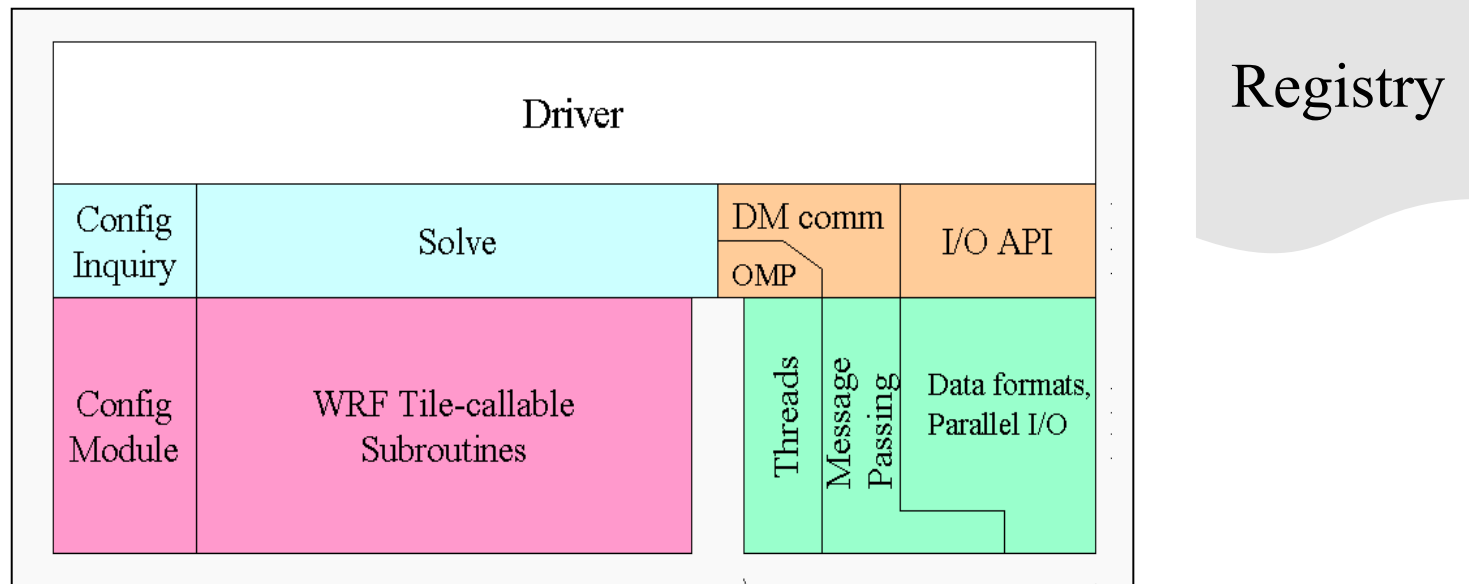 Registry
Driver
Config
Inquiry
Solve
DM comm
OMP
I/O API
Config
Module
WRF Tile-callable
Subroutines
Threads
Message
Passing
Data formats,
Parallel I/O